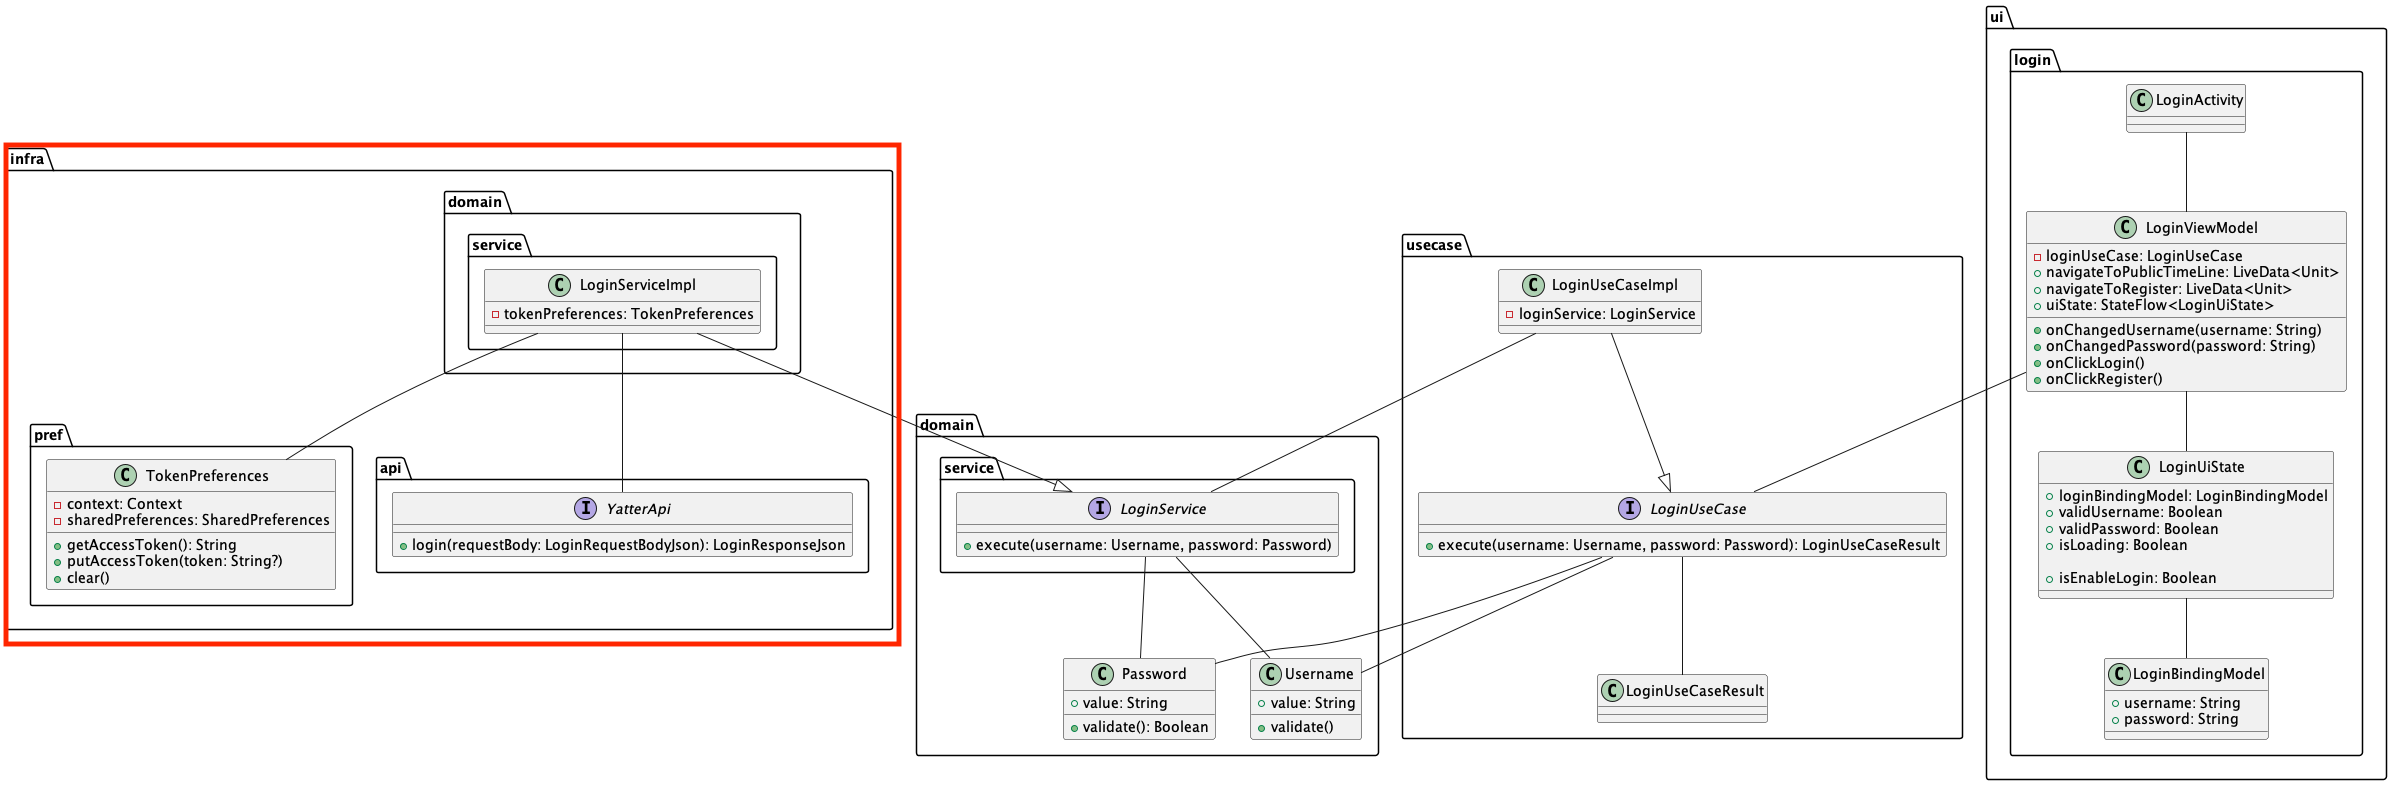 infra
domain
service
C LoginServiceImpl
tokenPreferences: TokenPreferences
pref
C TokenPreferences
context: Context
sharedPreferences: SharedPreferences
getAccessToken(): String
putAccessToken(token: String?)
clear()
api
I YatterApi
login(requestBody: LoginRequestBodyJson): LoginResponseJson
domain
service
I LoginService
execute(username: Username, password: Password)
C Password
value: String
validate(): Boolean
C Username
value: String
validate()
usecase
C LoginUseCaseImpl
loginService: LoginService
I LoginUseCase
execute(username: Username, password: Password): LoginUseCaseResult
C LoginUseCaseResult
ui
login
C LoginActivity
C LoginViewModel
loginUseCase: LoginUseCase
navigateToPublicTimeLine: LiveData<Unit>
navigateToRegister: LiveData<Unit>
uiState: StateFlow<LoginUiState>
onChangedUsername(username: String)
onChangedPassword(password: String)
onClickLogin()
onClickRegister()
C LoginUiState
loginBindingModel: LoginBindingModel
validUsername: Boolean
validPassword: Boolean
isLoading: Boolean
isEnableLogin: Boolean
C LoginBindingModel
username: String
password: String